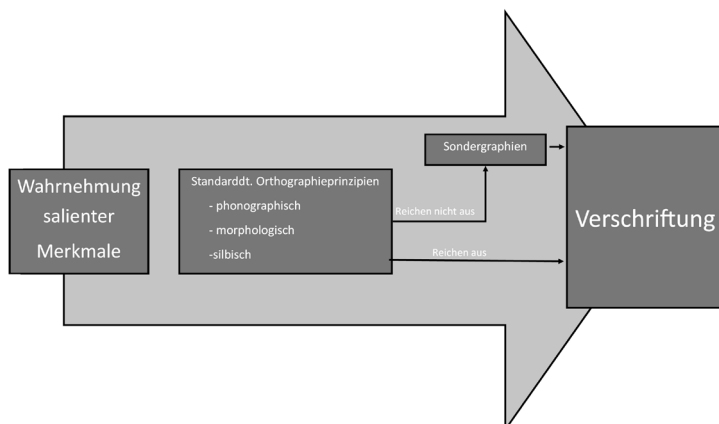 Wahrnehmung
salienter
Merkmale
Standarddt. Orthographieprinzipien
- phonographisch
- morphologisch
-silbisch
Reichen nicht aus
Reichen aus
Sondergraphien
Verschriftung